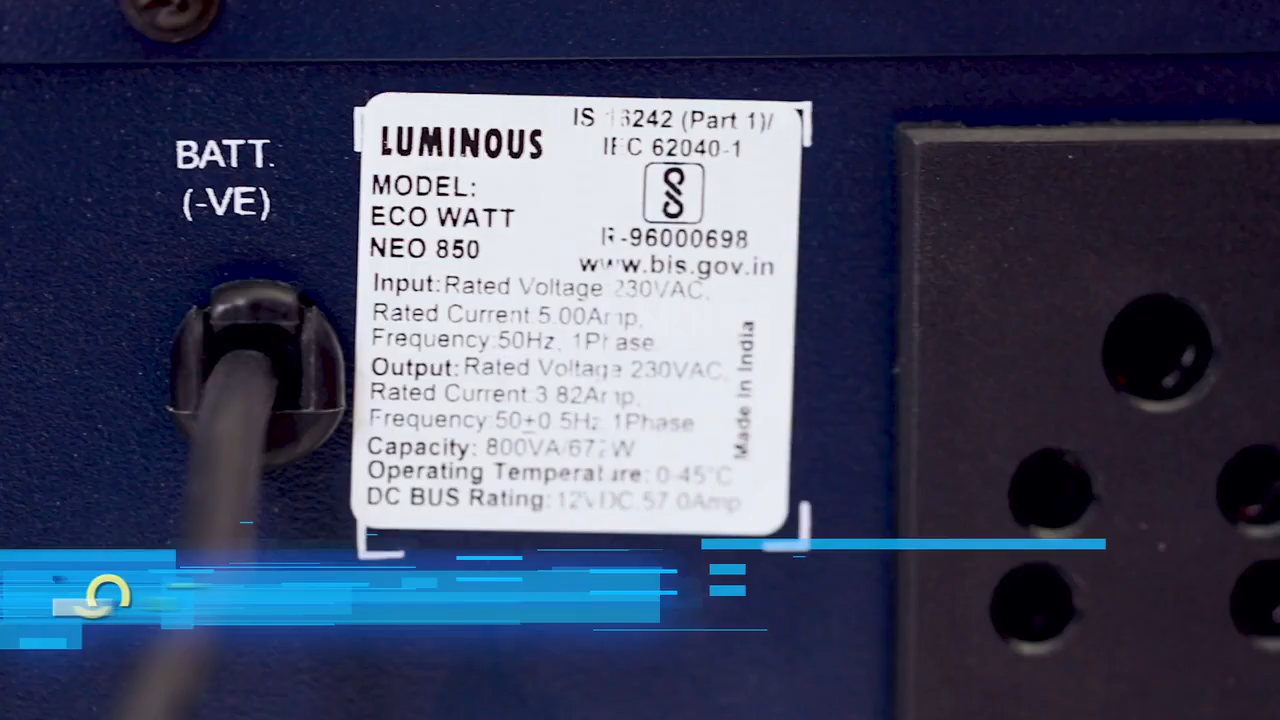 BATT.
(-VE)
LUMINOUS
MODEL:
ECO WATT
NEO 850
IS 16242 (Part 1)/
IEC 62040-1
R-96000698
www.bis.gov.in
Input: Rated Voltage 230VAC,
Rated Current 5.00Amp,
Frequency:50Hz, 1Phase
Output: Rated Voltage 230VAC,
Rated Current 3.82Amp,
Frequency:50±0.5Hz, 1Phase
Capacity: 800VA/672W
Operating Temperature: 0-45°C
DC BUS Rating: 12VDC, 57.0Amp
Made in India